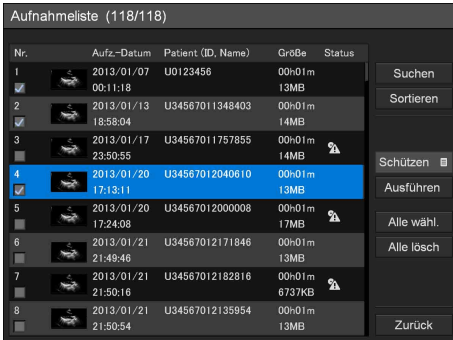 Aufnahmeliste (118/118)
Nr. Aufz.-Datum Patient (ID, Name) Größe Status
1 2013/01/07 U0123456 00h01m
00:11:18 13MB
2 2013/01/13 U34567011348403 00h01m
18:58:04 14MB
3 2013/01/17 U34567011757855 00h01m
23:50:55 14MB
4 2013/01/20 U34567012040610 00h01m
17:13:11 13MB
5 2013/01/20 U34567012000008 00h01m
17:24:08 17MB
6 2013/01/21 U34567012171846 00h01m
21:49:46 13MB
7 2013/01/21 U34567012182816 00h01m
21:50:16 6737KB
8 2013/01/21 U34567012135954 00h01m
21:50:54 13MB
Suchen
Sortieren
Schützen
Ausführen
Alle wähl.
Alle lösch
Zurück